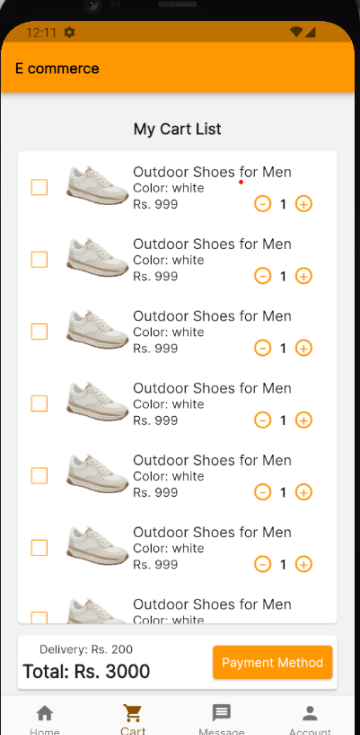 12:11
E commerce
My Cart List
Outdoor Shoes for Men
Color: white
Rs. 999
- 1 +
Outdoor Shoes for Men
Color: white
Rs. 999
- 1 +
Outdoor Shoes for Men
Color: white
Rs. 999
- 1 +
Outdoor Shoes for Men
Color: white
Rs. 999
- 1 +
Outdoor Shoes for Men
Color: white
Rs. 999
- 1 +
Outdoor Shoes for Men
Color: white
Rs. 999
- 1 +
Outdoor Shoes for Men
Color: white
Delivery: Rs. 200
Total: Rs. 3000
Payment Method
Home
Cart
Message
Account